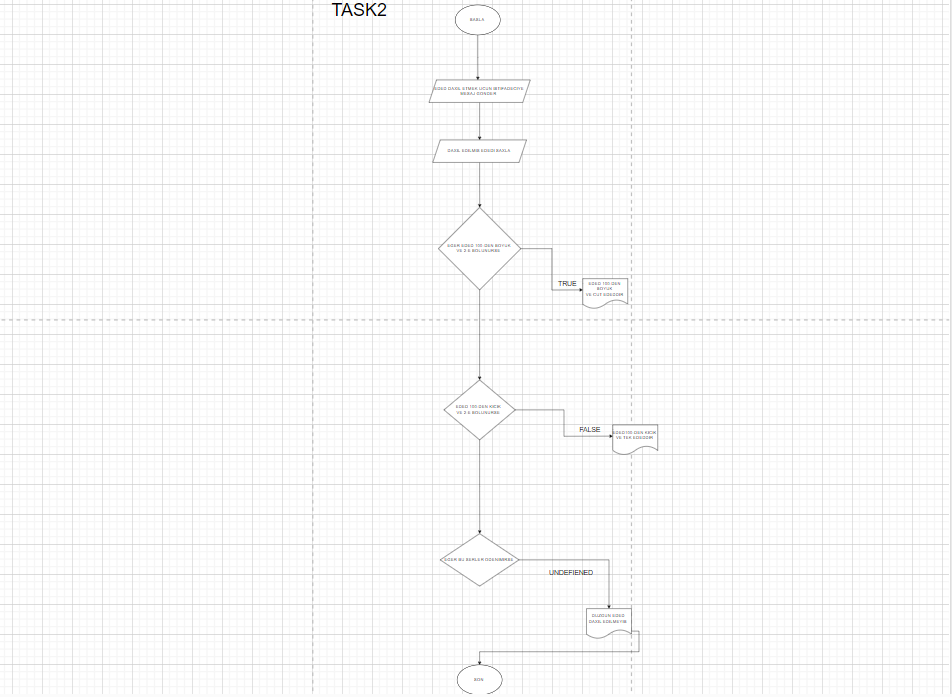 TASK2
BASLA
EDED DAXIL ETMEK UCUN ISTIFADECIYE
MESAJ GONDER
DAXIL EDILMIS EDEDI SAXLA
EGER EDED 100 DEN BOYUK
VE 2 E BOLUNURSE
TRUE
EDED 100 DEN
BOYUK
VE CUT EDEDDIR
EDED 100 DEN KICIK
VE 2 E BOLUNURSE
FALSE
EDED 100 DEN KICIK
VE TEK EDEDDIR
EGER BU SERLER ODENMIRSE
UNDEFIENED
DUZGUN EDED
DAXIL EDILMEYIB
SON